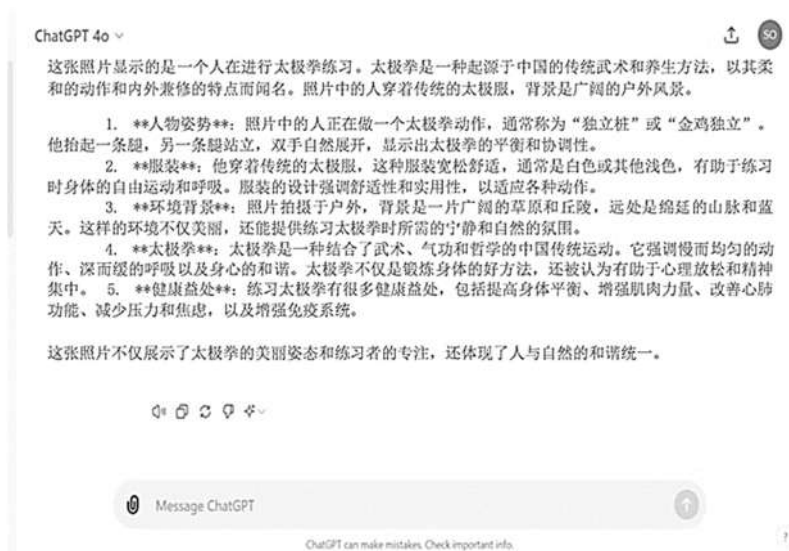 ChatGPT 4o
SO
这张照片显示的是一个人在进行太极拳练习。太极拳是一种起源于中国的传统武术和养生方法，以其柔
和的动作和内外兼修的特点而闻名。照片中的人穿着传统的太极服，背景是广阔的户外风景。
1. **人物姿势**：照片中的人正在做一个太极拳动作，通常称为“独立桩”或“金鸡独立”。
他抬起一条腿，另一条腿站立，双手自然展开，显示出太极拳的平衡和协调性。
2. **服装**：他穿着传统的太极服，这种服装宽松舒适，通常是白色或其他浅色，有助于练习
时身体的自由运动和呼吸。服装的设计强调舒适性和实用性，以适应各种动作。
3. **环境背景**：照片拍摄于户外，背景是一片广阔的草原和丘陵，远处是绵延的山脉和蓝
天。这样的环境不仅美丽，还能提供练习太极拳时所需的宁静和自然的氛围。
4. **太极拳**：太极拳是一种结合了武术、气功和哲学的中国传统运动。它强调慢而均匀的动
作、深而缓的呼吸以及身心的和谐。太极拳不仅是锻炼身体的好方法，还被认为有助于心理放松和精神
集中。 5. **健康益处**：练习太极拳有很多健康益处，包括提高身体平衡、增强肌肉力量、改善心肺
功能、减少压力和焦虑，以及增强免疫系统。
这张照片不仅展示了太极拳的美丽姿态和练习者的专注，还体现了人与自然的和谐统一。
Message ChatGPT
ChatGPT can make mistakes. Check important info.
?